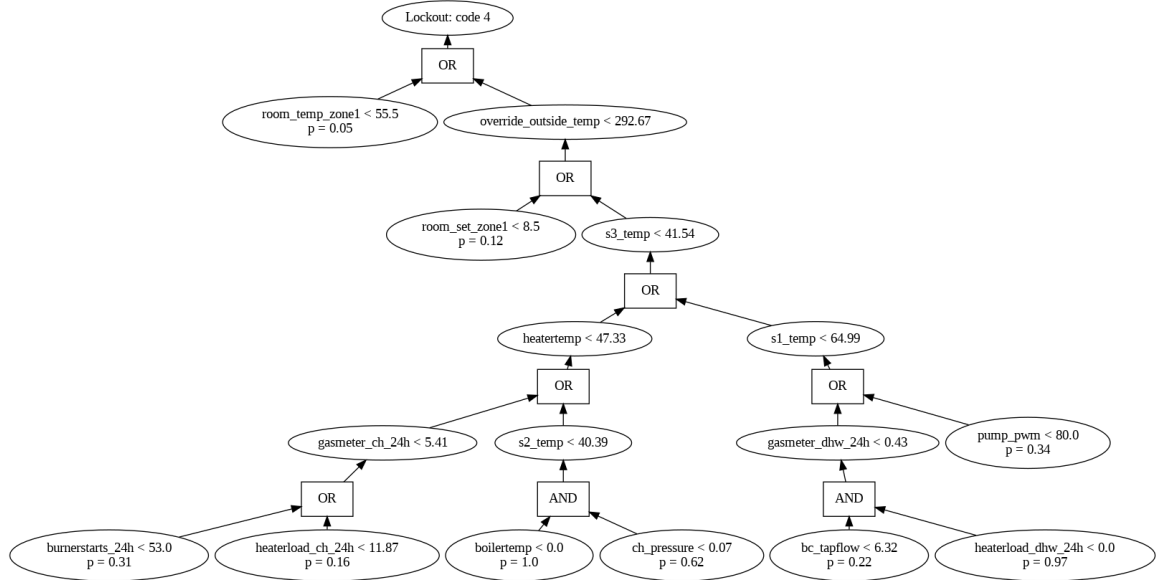 Lockout: code 4
OR
room_temp_zone1 < 55.5
p = 0.05
override_outside_temp < 292.67
OR
room_set_zone1 < 8.5
p = 0.12
s3_temp < 41.54
OR
heatertemp < 47.33
s1_temp < 64.99
OR
OR
gasmeter_ch_24h < 5.41
s2_temp < 40.39
gasmeter_dhw_24h < 0.43
pump_pwm < 80.0
p = 0.34
OR
AND
AND
burnerstarts_24h < 53.0
p = 0.31
heaterload_ch_24h < 11.87
p = 0.16
boilertemp < 0.0
p = 1.0
ch_pressure < 0.07
p = 0.62
bc_tapflow < 6.32
p = 0.22
heaterload_dhw_24h < 0.0
p = 0.97